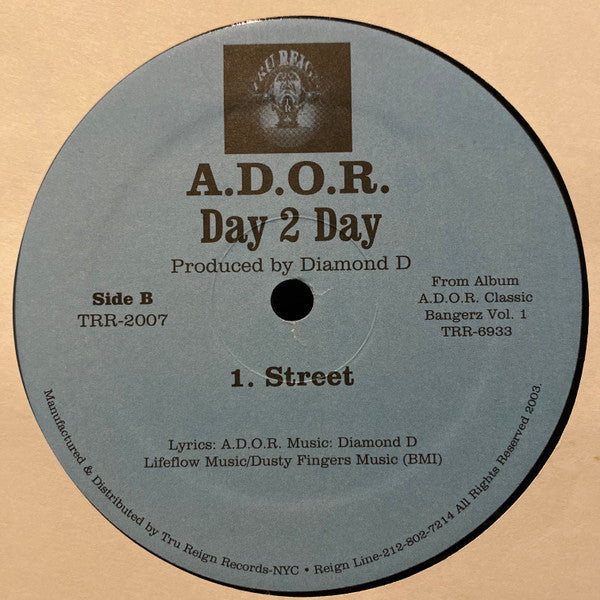 TRU REIGN
A.D.O.R.
Day 2 Day
Produced by Diamond D
Side B
TRR-2007
From Album
A.D.O.R. Classic
Bangerz Vol. 1
TRR-6933
1. Street
Lyrics: A.D.O.R. Music: Diamond D
Lifeflow Music/Dusty Fingers Music (BMI)
Manufactured & Distributed by Tru Reign Records-NYC • Reign Line-212-802-7214 All Rights Reserved 2003.